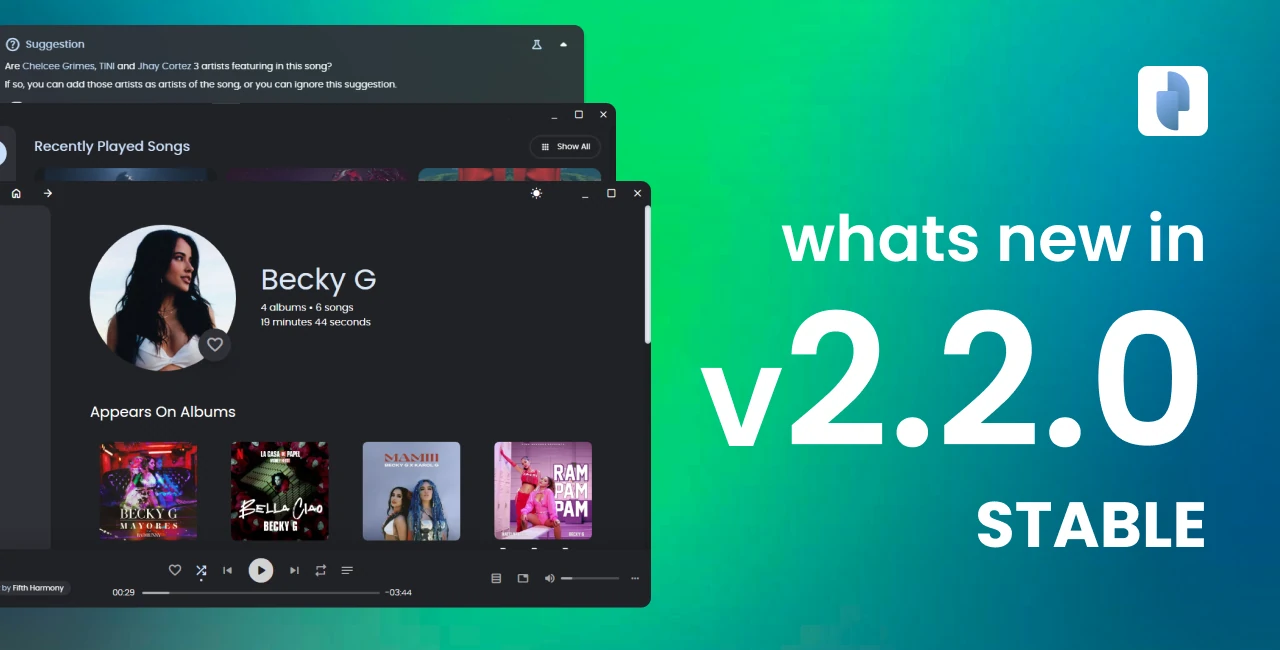 Suggestion
Are Chelcee Grimes, TINI and Jhay Cortez 3 artists featuring in this song?
If so, you can add those artists as artists of the song, or you can ignore this suggestion.
Recently Played Songs
Show All
Becky G
4 albums • 6 songs
19 minutes 44 seconds
Appears On Albums
BECKY G
MAYORES
BAD BUNNY
LA CASA DE PAPEL
BELLA CIAO
BECKY G
MAMIII
BECKY G X KAROL G
RAM
PAM
PAM
BECKY G
by Fifth Harmony
00:29
-03:44
whats new in
v2.2.0
STABLE